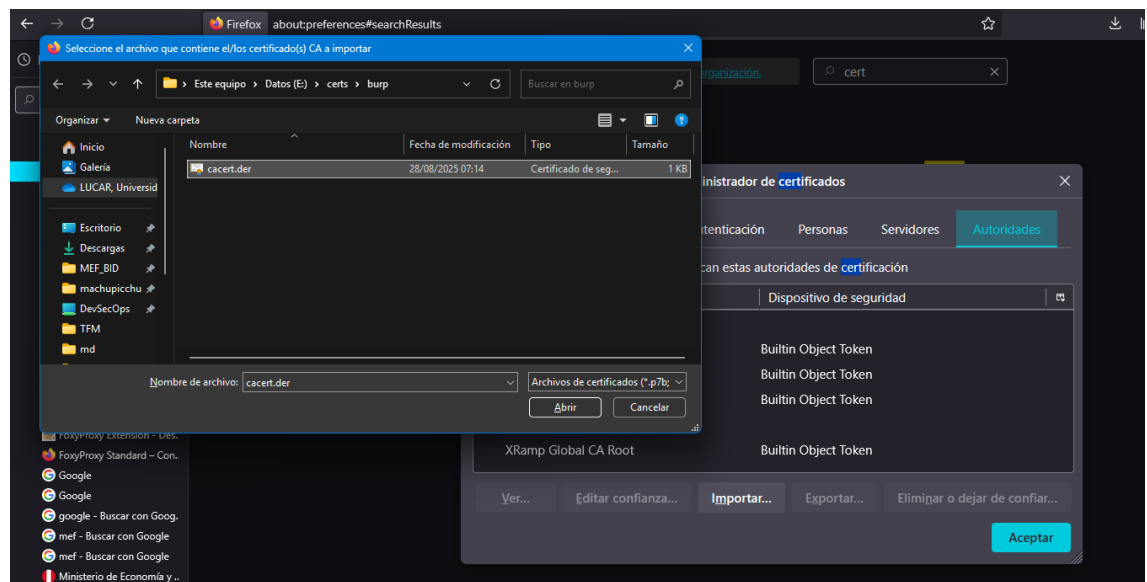 Firefox about:preferences#searchResults
Seleccione el archivo que contiene el/los certificado(s) CA a importar
Este equipo > Datos (E:) > certs > burp
Buscar en burp
organización.
cert
Organizar
Nueva carpeta
Nombre
Fecha de modificación
Tipo
Tamaño
cacert.der
28/08/2025 07:14
Certificado de seg...
1 KB
Inicio
Galería
LUCAR, Universid
Escritorio
Descargas
MEF_BID
machupicchu
DevSecOps
TFM
md
Nombre de archivo: cacert.der
Archivos de certificados (*.p7b;
Abrir
Cancelar
inistrador de certificados
tenticación
Personas
Servidores
Autoridades
can estas autoridades de certificación
Dispositivo de seguridad
Builtin Object Token
Builtin Object Token
Builtin Object Token
XRamp Global CA Root
Builtin Object Token
Ver...
Editar confianza...
Importar...
Exportar...
Eliminar o dejar de confiar...
Aceptar
FoxyProxy Extension - Des.
FoxyProxy Standard – Con..
Google
Google
google - Buscar con Goog.
mef - Buscar con Google
mef - Buscar con Google
Ministerio de Economía y ..